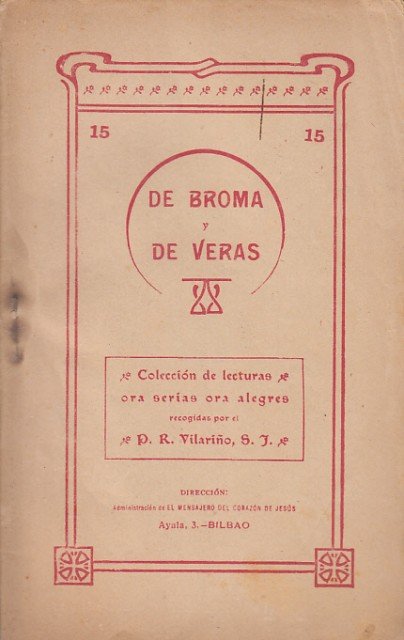 15 15
DE BROMA
y
DE VERAS
Colección de lecturas
ora serias ora alegres
recogidas por el
P. R. Vilariño, S. J.
DIRECCIÓN:
Administración de EL MENSAJERO DEL CORAZÓN DE JESÚS
Ayala, 3.—BILBAO